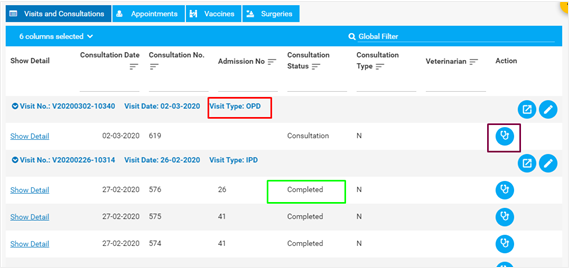 Visits and Consultations Appointments Vaccines Surgeries
6 columns selected Global Filter
Show Detail Consultation Date Consultation No. Admission No Consultation Status Consultation Type Veterinarian Action
Visit No.: V20200302-10340 Visit Date: 02-03-2020 Visit Type: OPD
Show Detail 02-03-2020 619 Consultation N
Visit No.: V20200226-10314 Visit Date: 26-02-2020 Visit Type: IPD
Show Detail 27-02-2020 576 26 Completed N
Show Detail 27-02-2020 575 41 Completed N
Show Detail 27-02-2020 574 41 Completed N